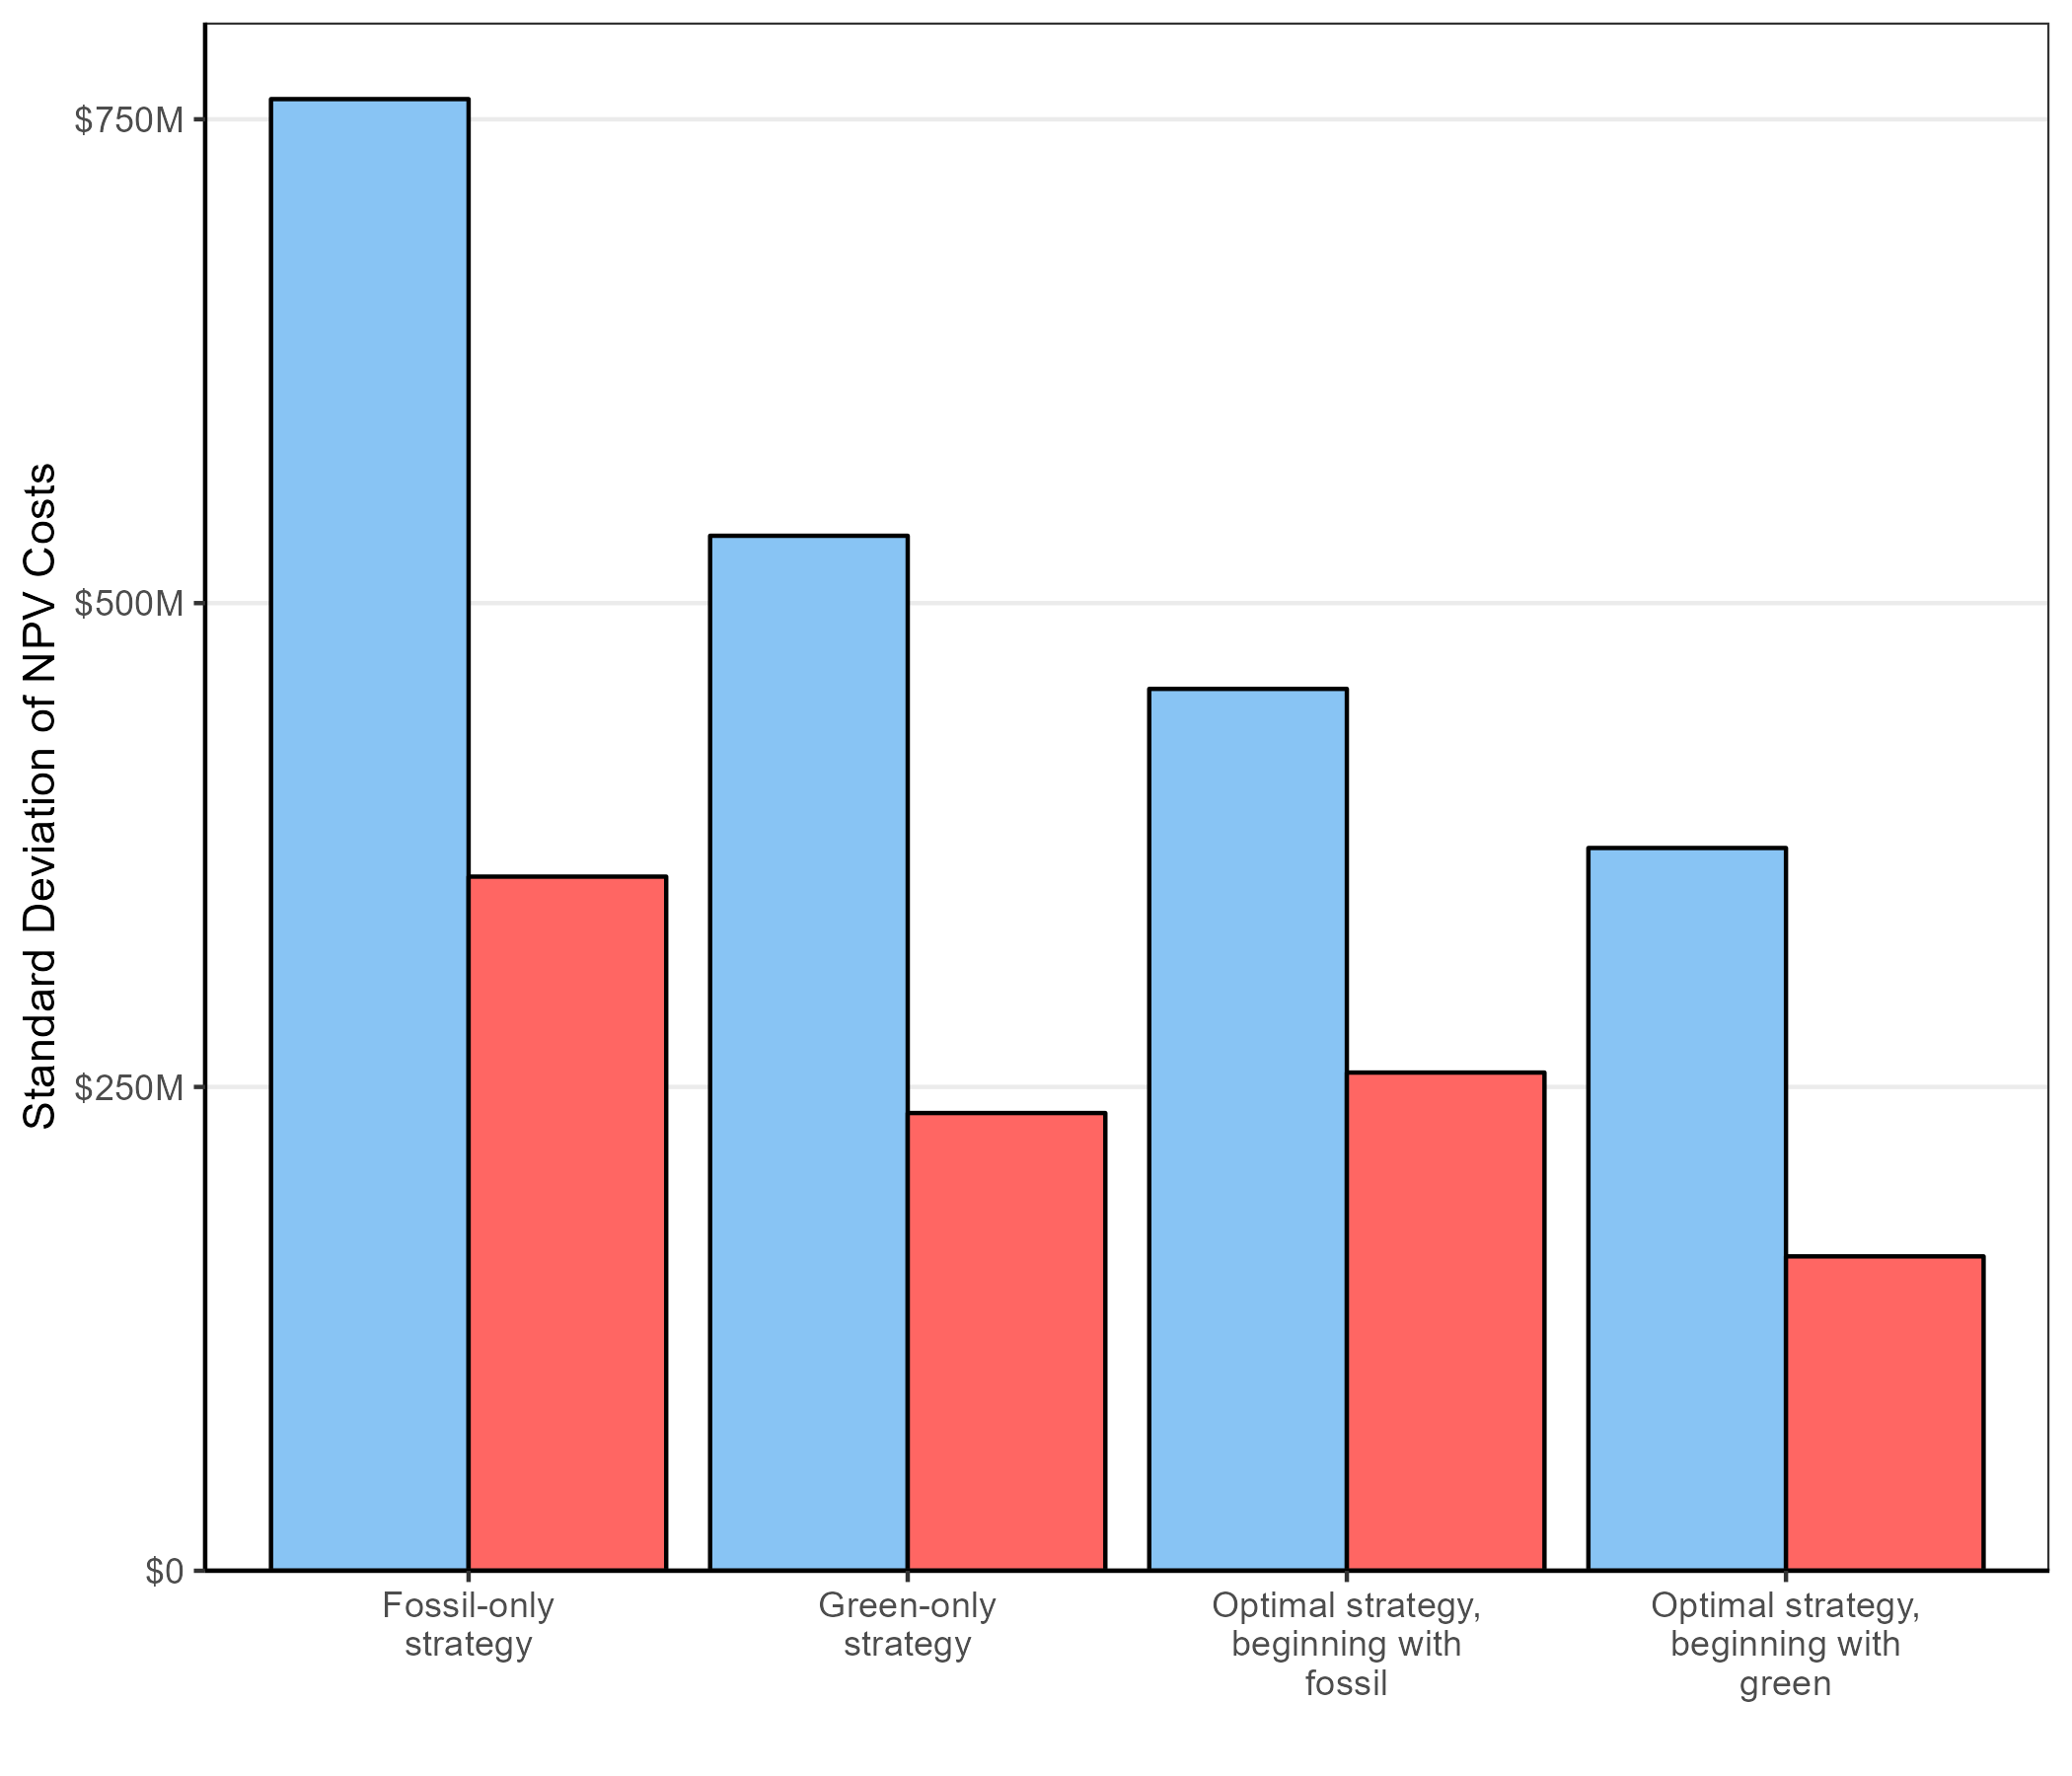 Standard Deviation of NPV Costs
$750M
$500M
$250M
$0
Fossil-only
strategy
Green-only
strategy
Optimal strategy,
beginning with
fossil
Optimal strategy,
beginning with
green